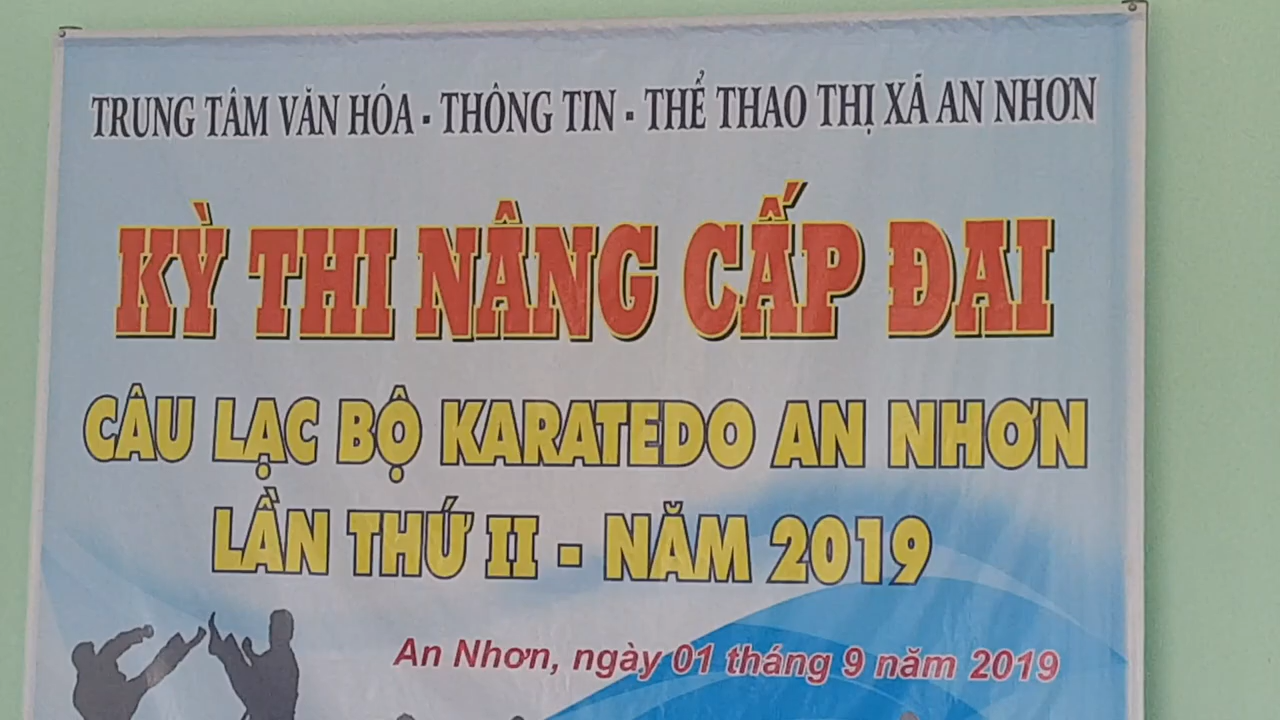 TRUNG TÂM VĂN HÓA - THÔNG TIN - THỂ THAO THỊ XÃ AN NHƠN
KỲ THI NÂNG CẤP ĐAI
CÂU LẠC BỘ KARATEDO AN NHƠN
LẦN THỨ II - NĂM 2019
An Nhơn, ngày 01 tháng 9 năm 2019